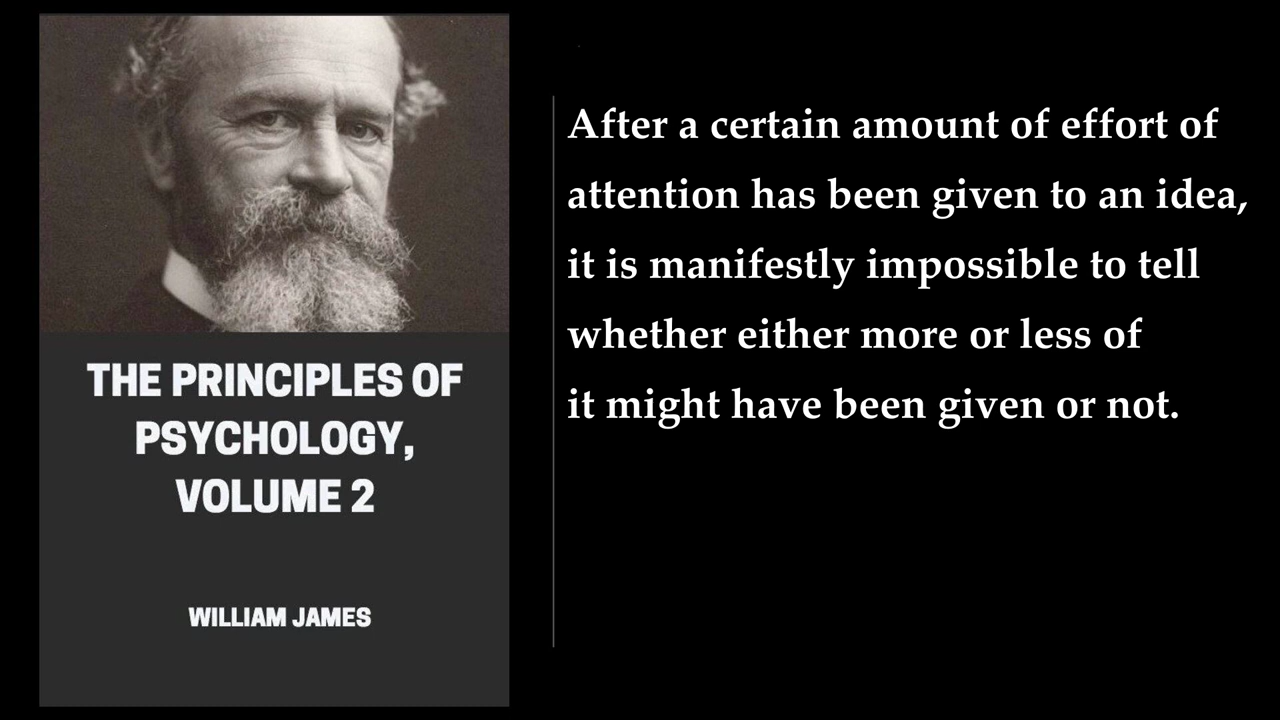 THE PRINCIPLES OF
PSYCHOLOGY,
VOLUME 2
WILLIAM JAMES
After a certain amount of effort of
attention has been given to an idea,
it is manifestly impossible to tell
whether either more or less of
it might have been given or not.